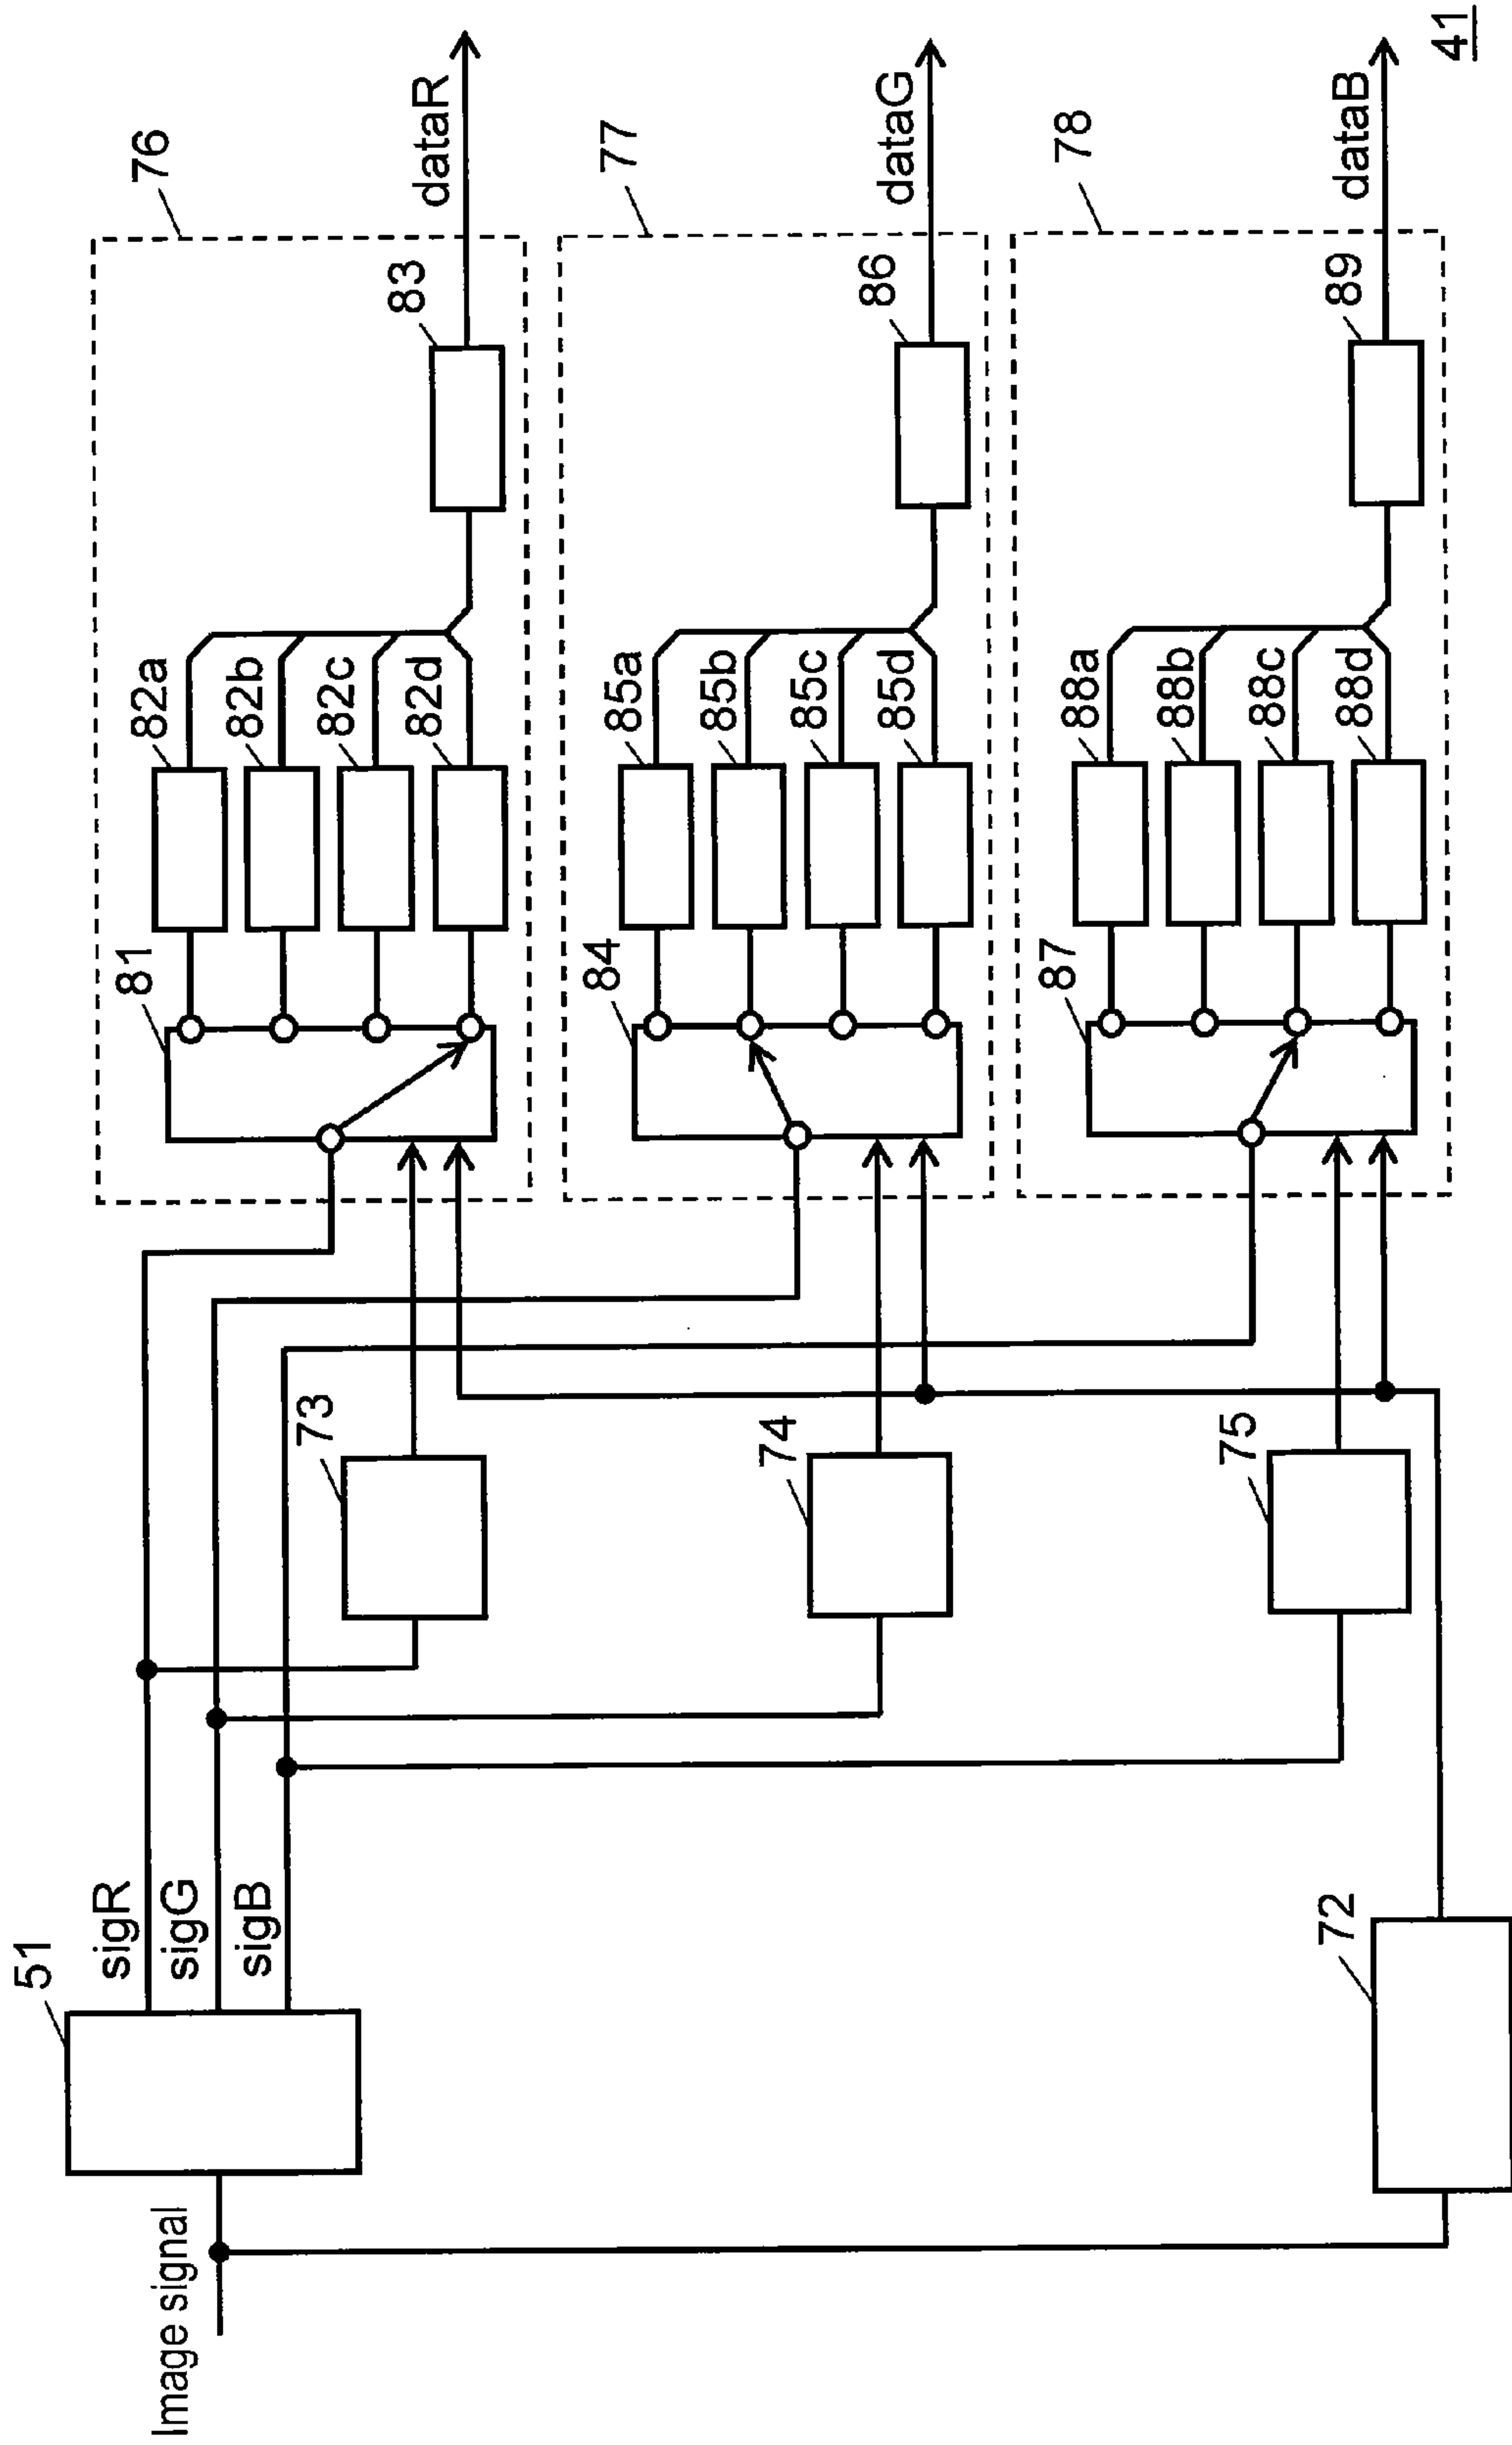 Image signal
51
sigR
sigG
sigB
72
73
74
75
76
81
82a
82b
82c
82d
83
dataR
77
84
85a
85b
85c
85d
86
dataG
78
87
88a
88b
88c
88d
89
dataB
41